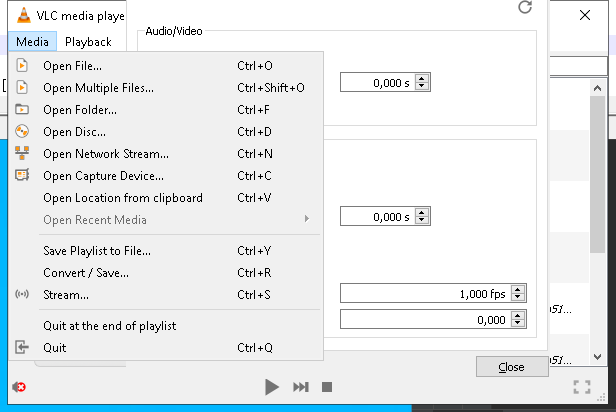 VLC media playe
Media Playback
Audio/Video
Open File... Ctrl+O
0,000 s
Open Multiple Files... Ctrl+Shift+O
Open Folder... Ctrl+F
Open Disc... Ctrl+D
Open Network Stream... Ctrl+N
Open Capture Device... Ctrl+C
Open Location from clipboard Ctrl+V
Open Recent Media
0,000 s
Save Playlist to File... Ctrl+Y
Convert / Save... Ctrl+R
Stream... Ctrl+S
1,000 fps
Quit at the end of playlist
0,000
Quit Ctrl+Q
Close